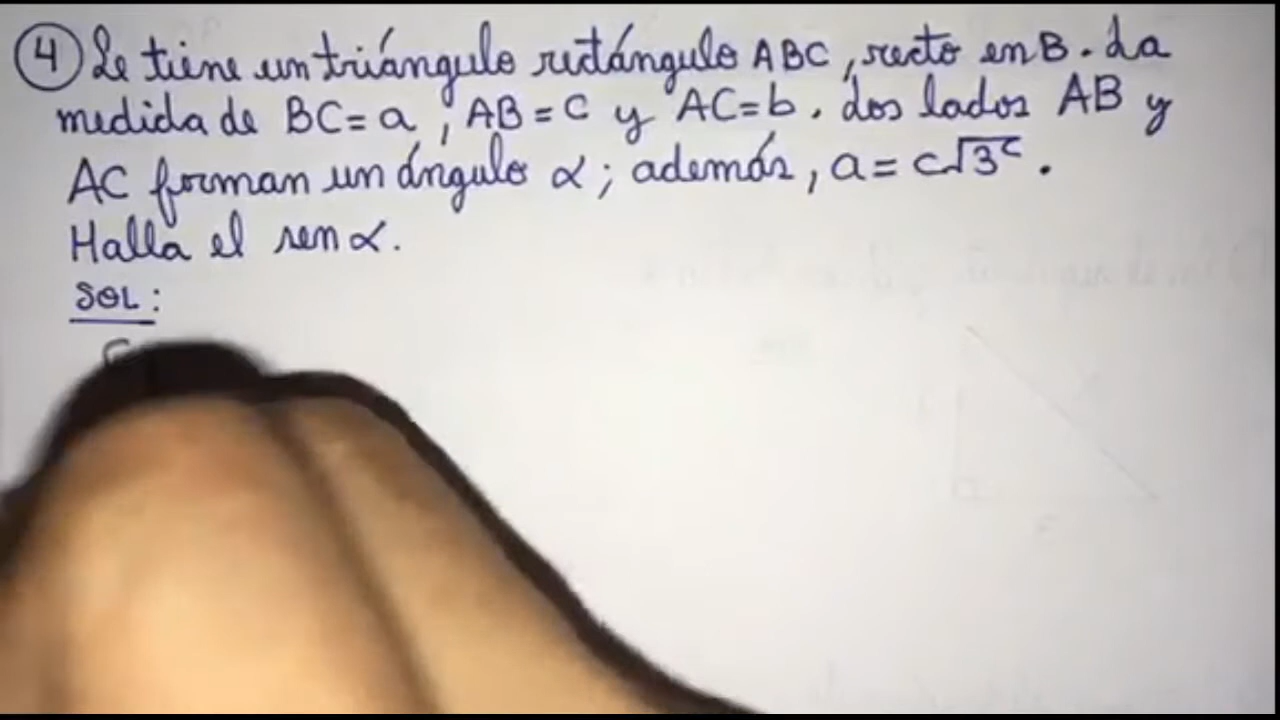 ④ Se tiene un triángulo rectángulo ABC, recto en B. La
medida de BC = a, AB = c y AC = b. Los lados AB y
AC forman un ángulo α; además, a = c√3.
Halla el sen α.
SOL: